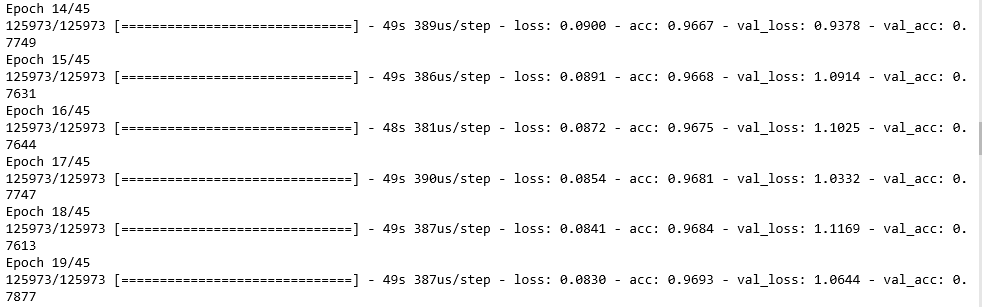 Epoch 14/45
125973/125973 [==============================] - 49s 389us/step - loss: 0.0900 - acc: 0.9667 - val_loss: 0.9378 - val_acc: 0.
7749
Epoch 15/45
125973/125973 [==============================] - 49s 386us/step - loss: 0.0891 - acc: 0.9668 - val_loss: 1.0914 - val_acc: 0.
7631
Epoch 16/45
125973/125973 [==============================] - 48s 381us/step - loss: 0.0872 - acc: 0.9675 - val_loss: 1.1025 - val_acc: 0.
7644
Epoch 17/45
125973/125973 [==============================] - 49s 390us/step - loss: 0.0854 - acc: 0.9681 - val_loss: 1.0332 - val_acc: 0.
7747
Epoch 18/45
125973/125973 [==============================] - 49s 387us/step - loss: 0.0841 - acc: 0.9684 - val_loss: 1.1169 - val_acc: 0.
7613
Epoch 19/45
125973/125973 [==============================] - 49s 387us/step - loss: 0.0830 - acc: 0.9693 - val_loss: 1.0644 - val_acc: 0.
7877